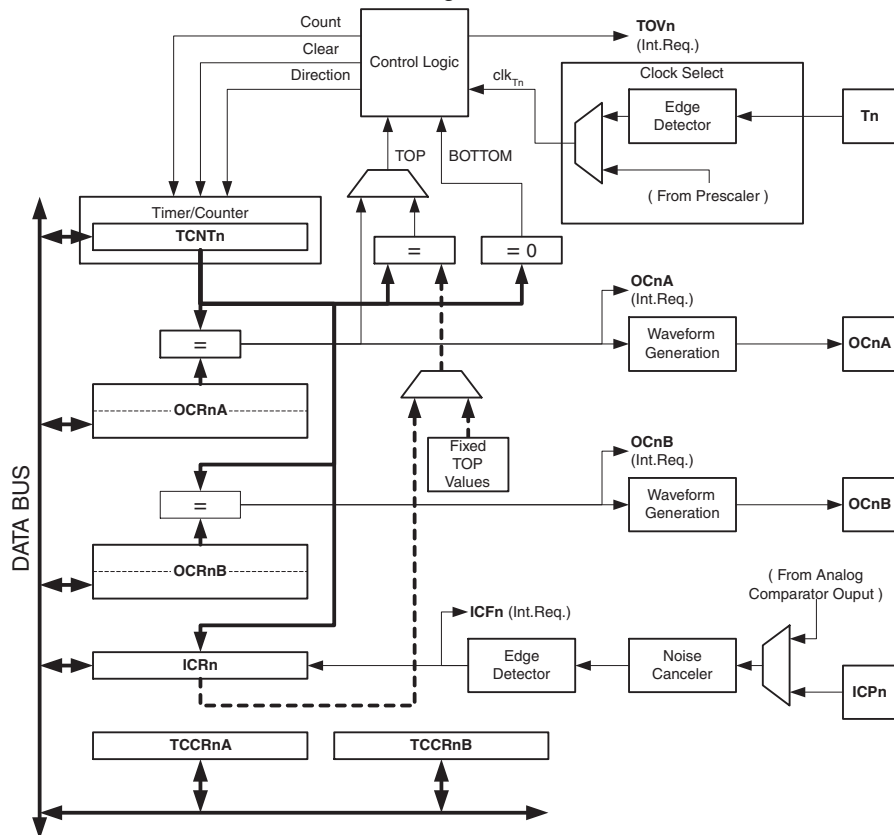 Count
Clear
Direction
Control Logic
TOVn
(Int.Req.)
clkTn
Clock Select
Edge
Detector
Tn
( From Prescaler )
TOP
BOTTOM
Timer/Counter
TCNTn
=
= 0
OCnA
(Int.Req.)
=
Waveform
Generation
OCnA
OCRnA
Fixed
TOP
Values
OCnB
(Int.Req.)
=
Waveform
Generation
OCnB
OCRnB
DATA BUS
( From Analog
Comparator Ouput )
ICFn (Int.Req.)
ICRn
Edge
Detector
Noise
Canceler
ICPn
TCCRnA
TCCRnB